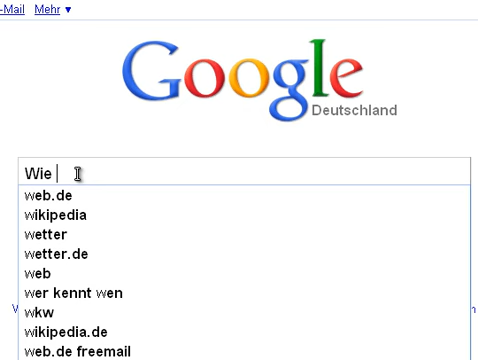 -Mail Mehr ▼
Google
Deutschland
Wie
web.de
wikipedia
wetter
wetter.de
web
wer kennt wen
wkw
wikipedia.de
web.de freemail